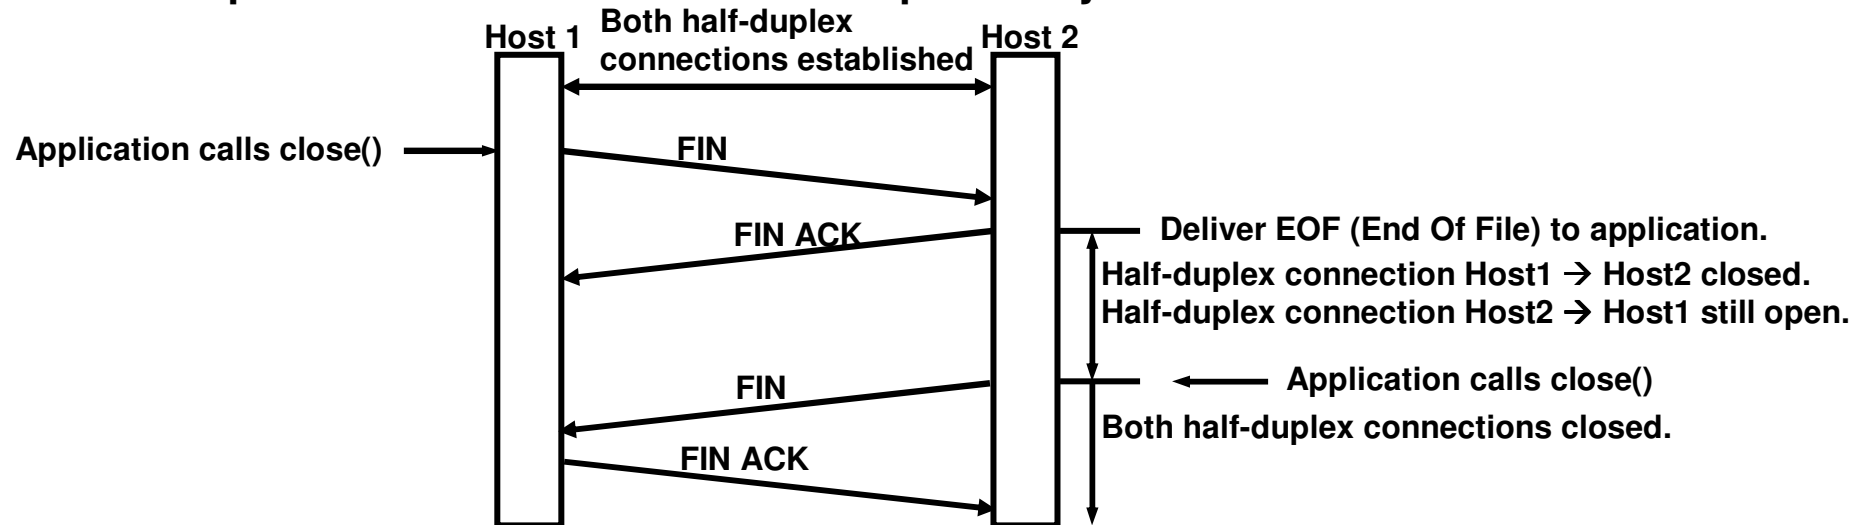 Both half-duplex
Host 1
Host 2
connections established
Application calls close()
FIN
Deliver EOF (End Of File) to application.
FIN ACK
Half-duplex connection Host1 → Host2 closed.
Half-duplex connection Host2 → Host1 still open.
FIN
Application calls close()
Both half-duplex connections closed.
FIN ACK